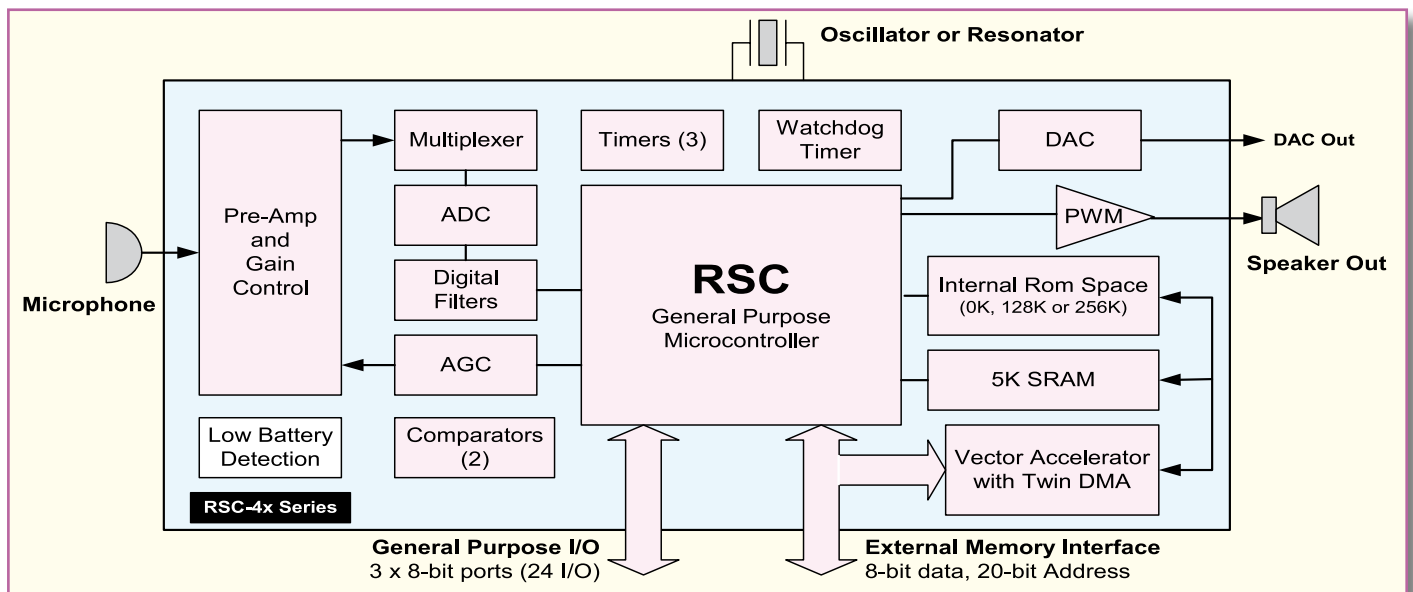 Oscillator or Resonator
Multiplexer
Timers (3)
Watchdog
Timer
DAC
DAC Out
Pre-Amp
and
Gain
Control
ADC
PWM
Speaker Out
Microphone
Digital
Filters
RSC
General Purpose
Microcontroller
Internal Rom Space
(0K, 128K or 256K)
AGC
5K SRAM
Low Battery
Detection
Comparators
(2)
Vector Accelerator
with Twin DMA
RSC-4x Series
General Purpose I/O
3 x 8-bit ports (24 I/O)
External Memory Interface
8-bit data, 20-bit Address